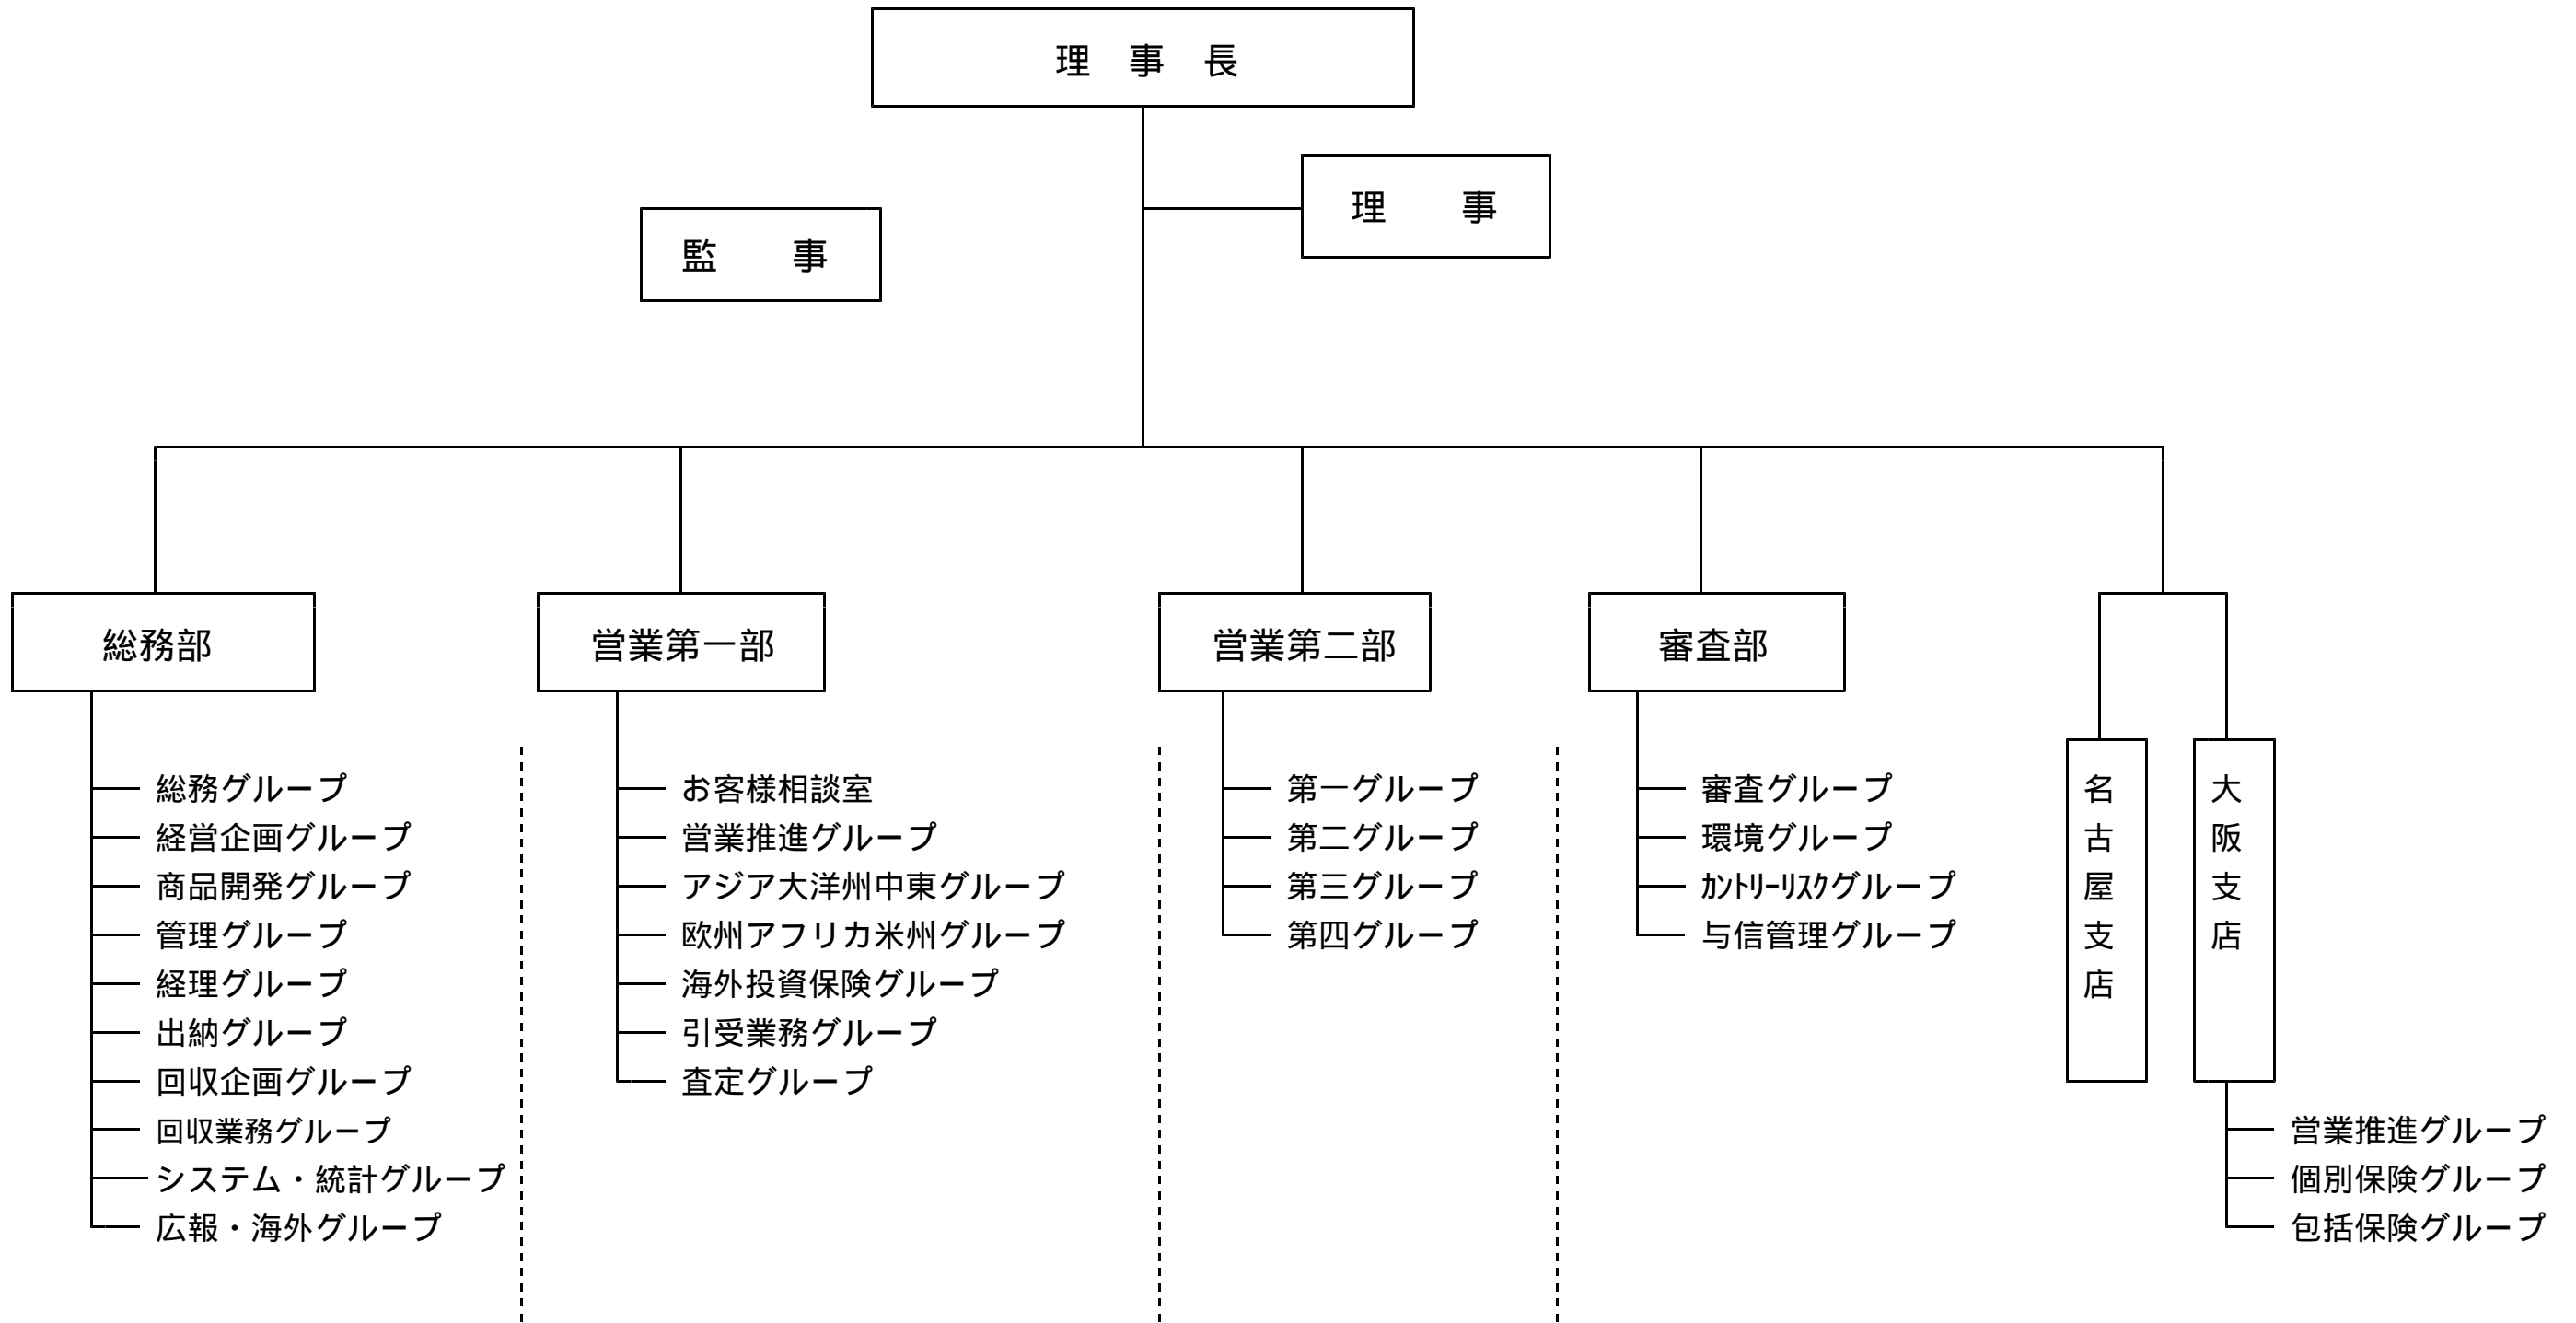 理　事　長
理　　事
監　　事
総務部
営業第一部
営業第二部
審査部
総務グループ
経営企画グループ
商品開発グループ
管理グループ
経理グループ
出納グループ
回収企画グループ
回収業務グループ
システム・統計グループ
広報・海外グループ
お客様相談室
営業推進グループ
アジア大洋州中東グループ
欧州アフリカ米州グループ
海外投資保険グループ
引受業務グループ
査定グループ
第一グループ
第二グループ
第三グループ
第四グループ
審査グループ
環境グループ
ｶﾝﾄﾘｰﾘｽｸグループ
与信管理グループ
名古屋支店
大阪支店
営業推進グループ
個別保険グループ
包括保険グループ